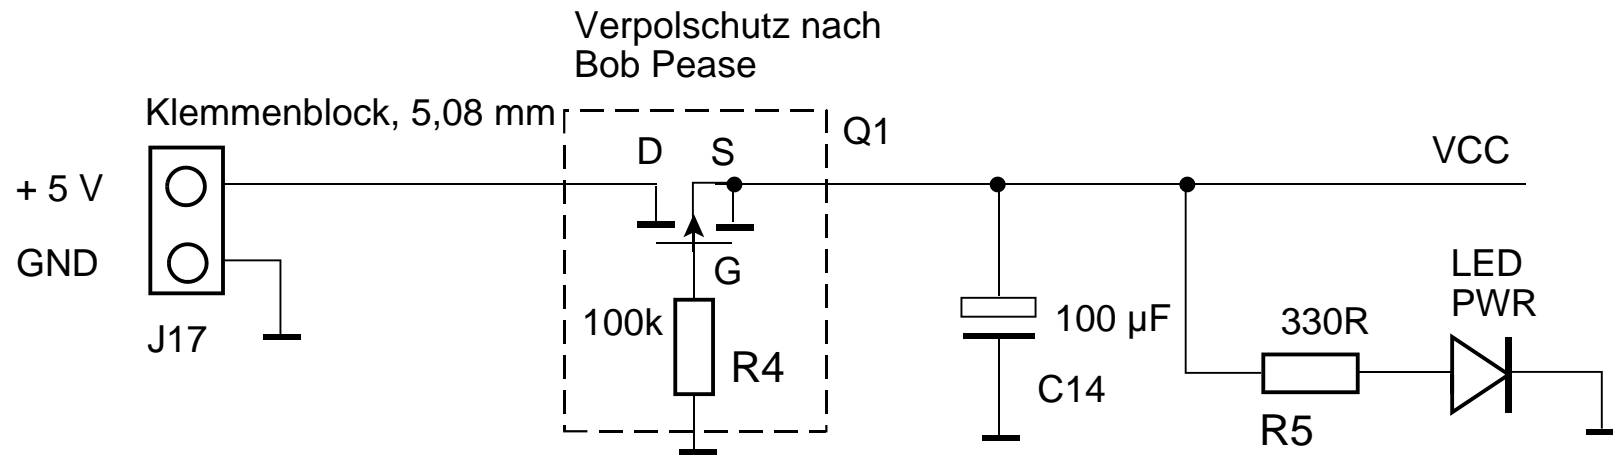 Verpolschutz nach
Bob Pease
Klemmenblock, 5,08 mm
Q1
D
S
VCC
+ 5 V
GND
G
LED
PWR
100k
100 µF
330R
J17
R4
C14
R5